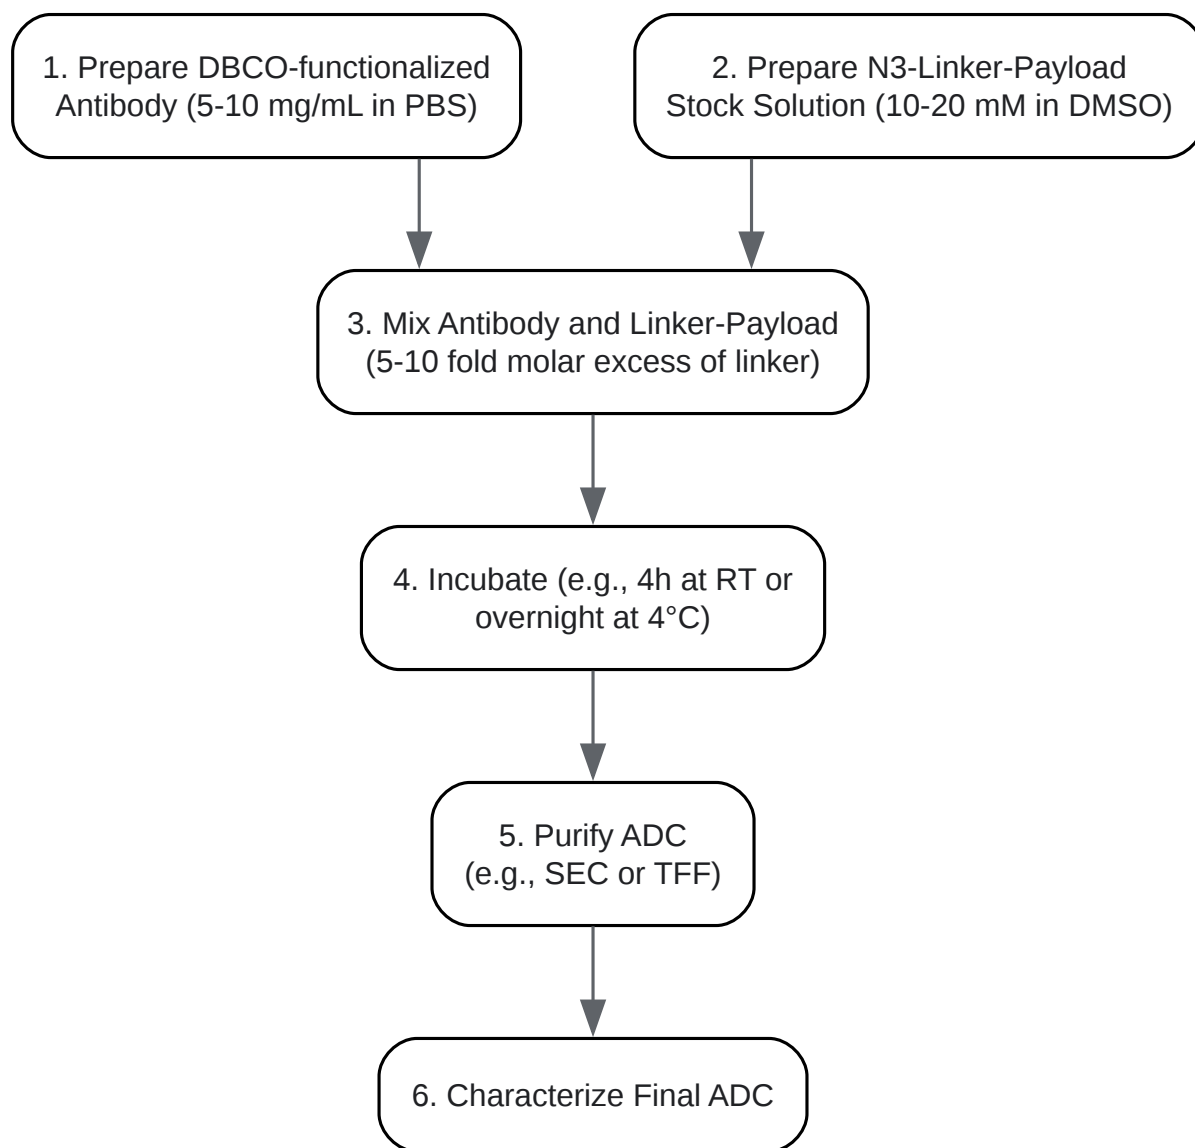 1. Prepare DBCO-functionalized
Antibody (5-10 mg/mL in PBS)
2. Prepare N3-Linker-Payload
Stock Solution (10-20 mM in DMSO)
3. Mix Antibody and Linker-Payload
(5-10 fold molar excess of linker)
4. Incubate (e.g., 4h at RT or
overnight at 4°C)
5. Purify ADC
(e.g., SEC or TFF)
6. Characterize Final ADC